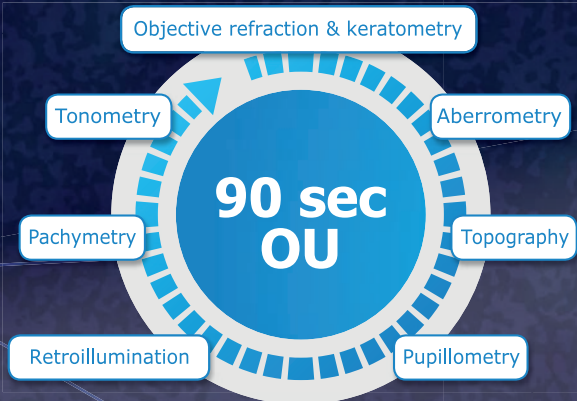 Objective refraction & keratometry
Tonometry
Aberrometry
90 sec
OU
Pachymetry
Topography
Retroillumination
Pupillometry